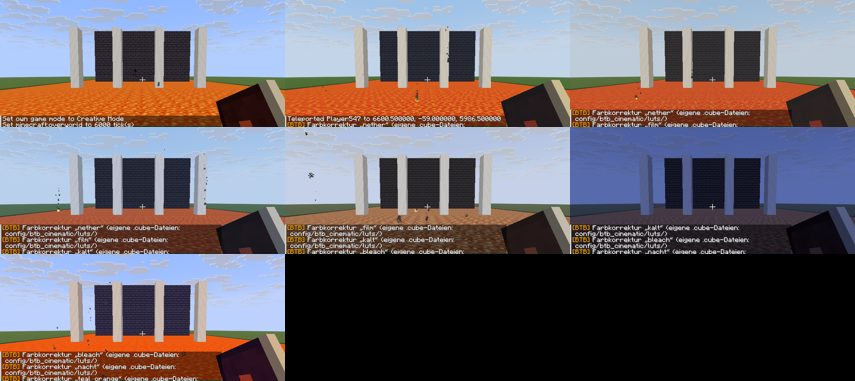 Set own game mode to Creative Mode
Set minecraft:overworld to 6000 tick(s)
Teleported Player547 to 6600.500000, -59.000000, 5986.500000
[BTB] Farbkorrektur „nether“ (eigene .cube-Dateien:
[BTB] Farbkorrektur „nether“ (eigene .cube-Dateien:
config/btb_cinematic/luts/)
[BTB] Farbkorrektur „film“ (eigene .cube-Dateien:
[BTB] Farbkorrektur „nether“ (eigene .cube-Dateien:
config/btb_cinematic/luts/)
[BTB] Farbkorrektur „film“ (eigene .cube-Dateien:
config/btb_cinematic/luts/)
[BTB] Farbkorrektur „kalt“ (eigene .cube-Dateien:
[BTB] Farbkorrektur „film“ (eigene .cube-Dateien:
config/btb_cinematic/luts/)
[BTB] Farbkorrektur „kalt“ (eigene .cube-Dateien:
config/btb_cinematic/luts/)
[BTB] Farbkorrektur „bleach“ (eigene .cube-Dateien:
[BTB] Farbkorrektur „kalt“ (eigene .cube-Dateien:
config/btb_cinematic/luts/)
[BTB] Farbkorrektur „bleach“ (eigene .cube-Dateien:
config/btb_cinematic/luts/)
[BTB] Farbkorrektur „nacht“ (eigene .cube-Dateien:
[BTB] Farbkorrektur „bleach“ (eigene .cube-Dateien:
config/btb_cinematic/luts/)
[BTB] Farbkorrektur „nacht“ (eigene .cube-Dateien:
config/btb_cinematic/luts/)
[BTB] Farbkorrektur „teal_orange“ (eigene .cube-Dateien: